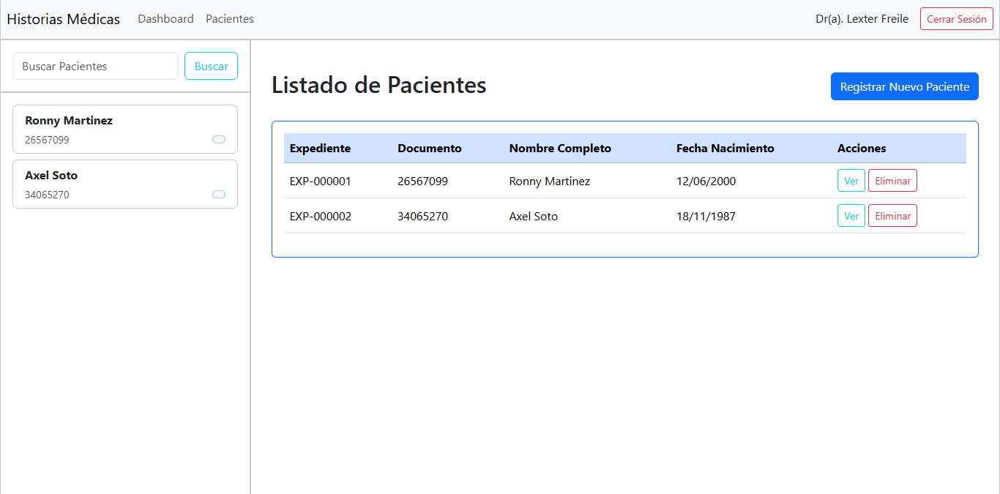 Historias Médicas Dashboard Pacientes Dr(a). Lexter Freile Cerrar Sesión
Buscar Pacientes Buscar
Ronny Martinez
26567099
Axel Soto
34065270
Listado de Pacientes Registrar Nuevo Paciente
Expediente Documento Nombre Completo Fecha Nacimiento Acciones
EXP-000001 26567099 Ronny Martinez 12/06/2000 Ver Eliminar
EXP-000002 34065270 Axel Soto 18/11/1987 Ver Eliminar